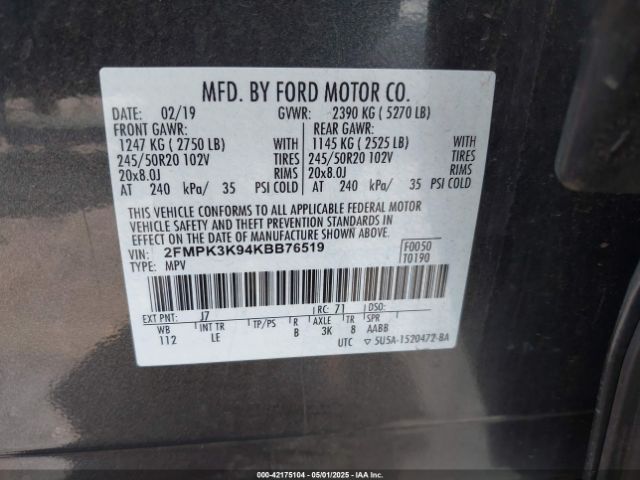 MFD. BY FORD MOTOR CO.
DATE: 02/19 GVWR: 2390 KG ( 5270 LB)
FRONT GAWR: REAR GAWR:
1247 KG ( 2750 LB) WITH 1145 KG ( 2525 LB) WITH
245/50R20 102V TIRES 245/50R20 102V TIRES
20x8.0J RIMS 20x8.0J RIMS
AT 240 kPa/ 35 PSI COLD AT 240 kPa/ 35 PSI COLD
THIS VEHICLE CONFORMS TO ALL APPLICABLE FEDERAL MOTOR
VEHICLE SAFETY AND THEFT PREVENTION STANDARDS IN
EFFECT ON THE DATE OF MANUFACTURE SHOWN ABOVE.
VIN: 2FMPK3K94KBB76519 F0050
TYPE: MPV T0190
EXT PNT: J7 RC: 71 DSO:
WB INT TR TP/PS R AXLE TR SPR
112 LE B 3K 8 AABB
UTC ▽ 5U5A-1520472-BA
00-42175104 - 05/01/2025 - IAAI, Inc.